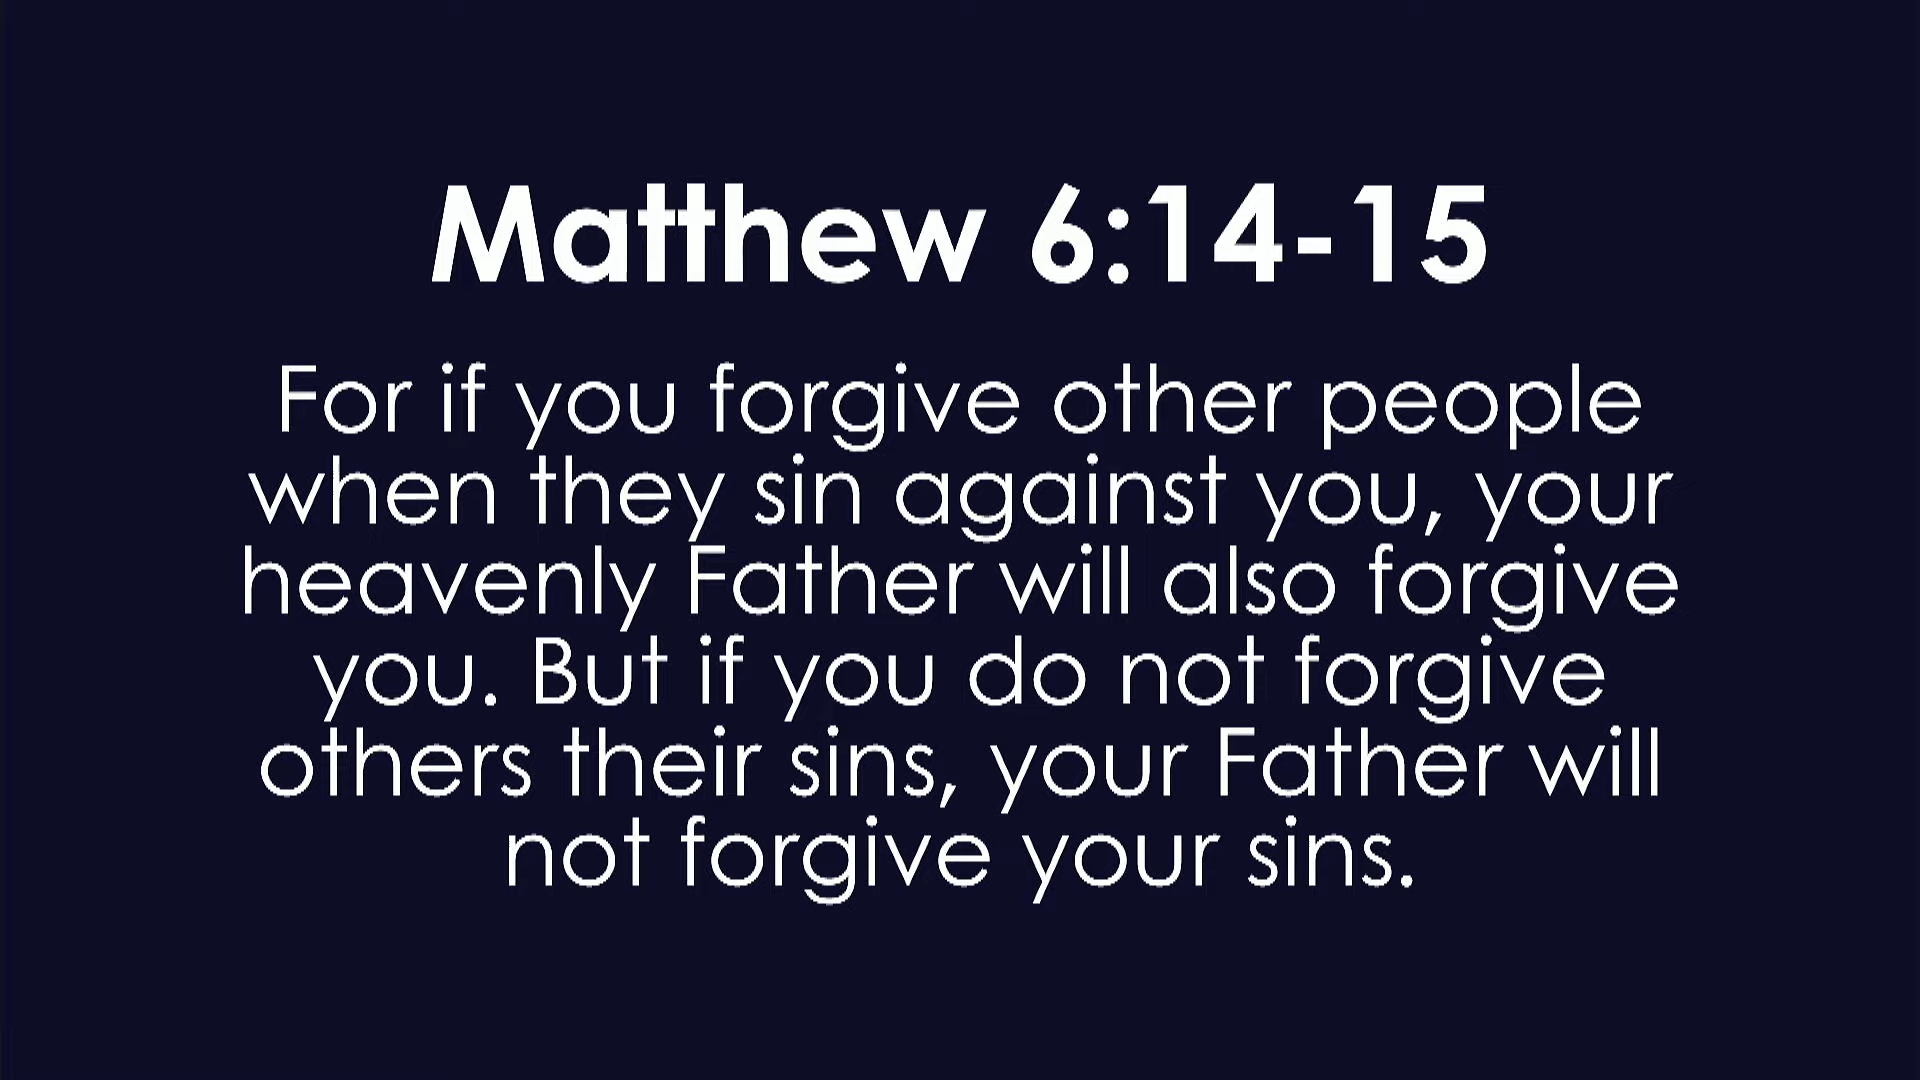 Matthew 6:14-15
For if you forgive other people
when they sin against you, your
heavenly Father will also forgive
you. But if you do not forgive
others their sins, your Father will
not forgive your sins.